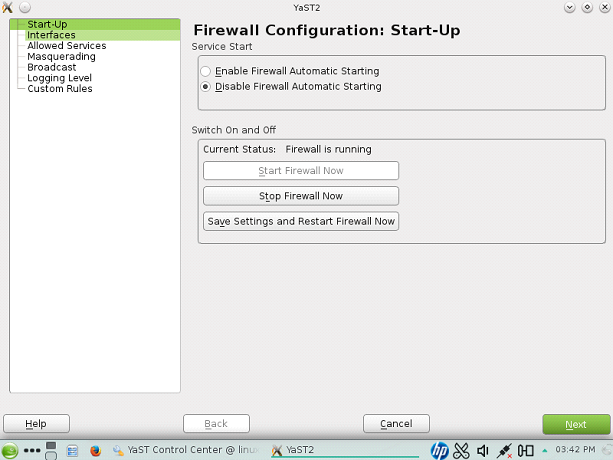 YaST2
Start-Up
Interfaces
Allowed Services
Masquerading
Broadcast
Logging Level
Custom Rules
Firewall Configuration: Start-Up
Service Start
Enable Firewall Automatic Starting
Disable Firewall Automatic Starting
Switch On and Off
Current Status: Firewall is running
Start Firewall Now
Stop Firewall Now
Save Settings and Restart Firewall Now
Help
Back
Cancel
Next
YaST Control Center @ linux
YaST2
hp
03:42 PM